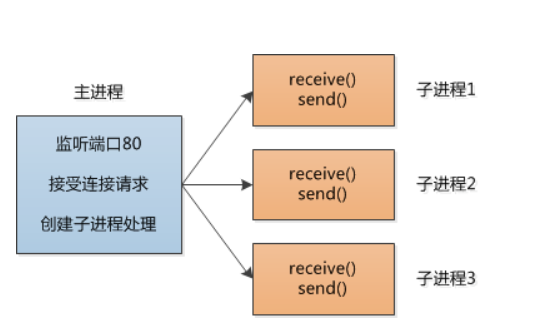 主进程
监听端口80
接受连接请求
创建子进程处理
receive()
send()
子进程1
receive()
send()
子进程2
receive()
send()
子进程3